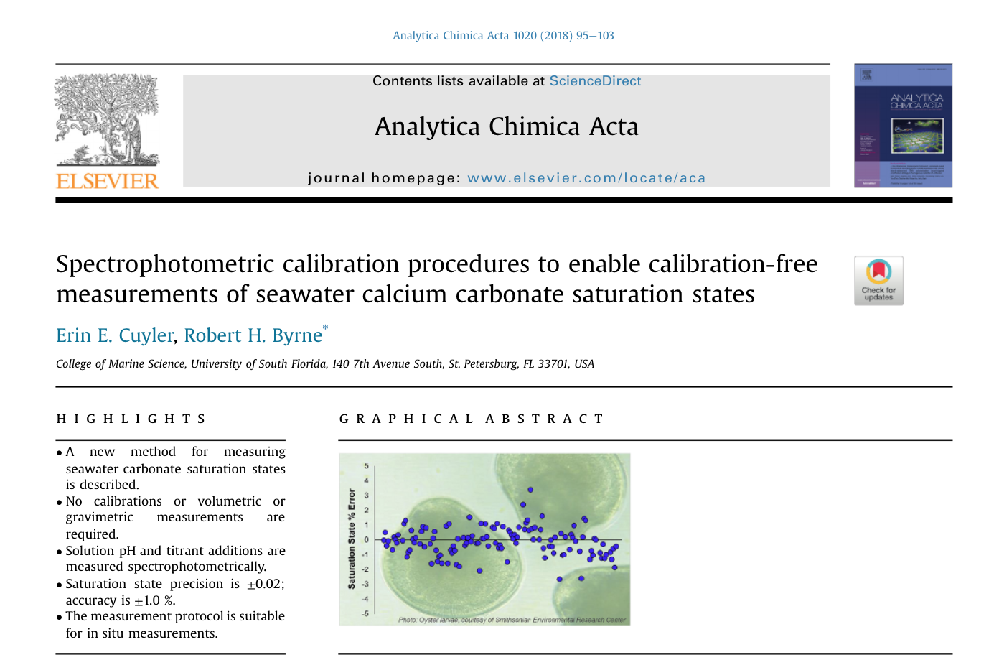 Analytica Chimica Acta 1020 (2018) 95–103
Contents lists available at ScienceDirect
Analytica Chimica Acta
journal homepage: www.elsevier.com/locate/aca
ELSEVIER
ANALYTICA
CHIMICA ACTA
Spectrophotometric calibration procedures to enable calibration-free
measurements of seawater calcium carbonate saturation states
Check for
updates
Erin E. Cuyler, Robert H. Byrne*
College of Marine Science, University of South Florida, 140 7th Avenue South, St. Petersburg, FL 33701, USA
HIGHLIGHTS
• A new method for measuring
seawater carbonate saturation states
is described.
• No calibrations or volumetric or
gravimetric measurements are
required.
• Solution pH and titrant additions are
measured spectrophotometrically.
• Saturation state precision is ±0.02;
accuracy is ±1.0 %.
• The measurement protocol is suitable
for in situ measurements.
GRAPHICAL ABSTRACT
Saturation State % Error
5
4
3
2
1
0
-1
-2
-3
-4
-5
Photo: Oyster larvae, courtesy of Smithsonian Environmental Research Center